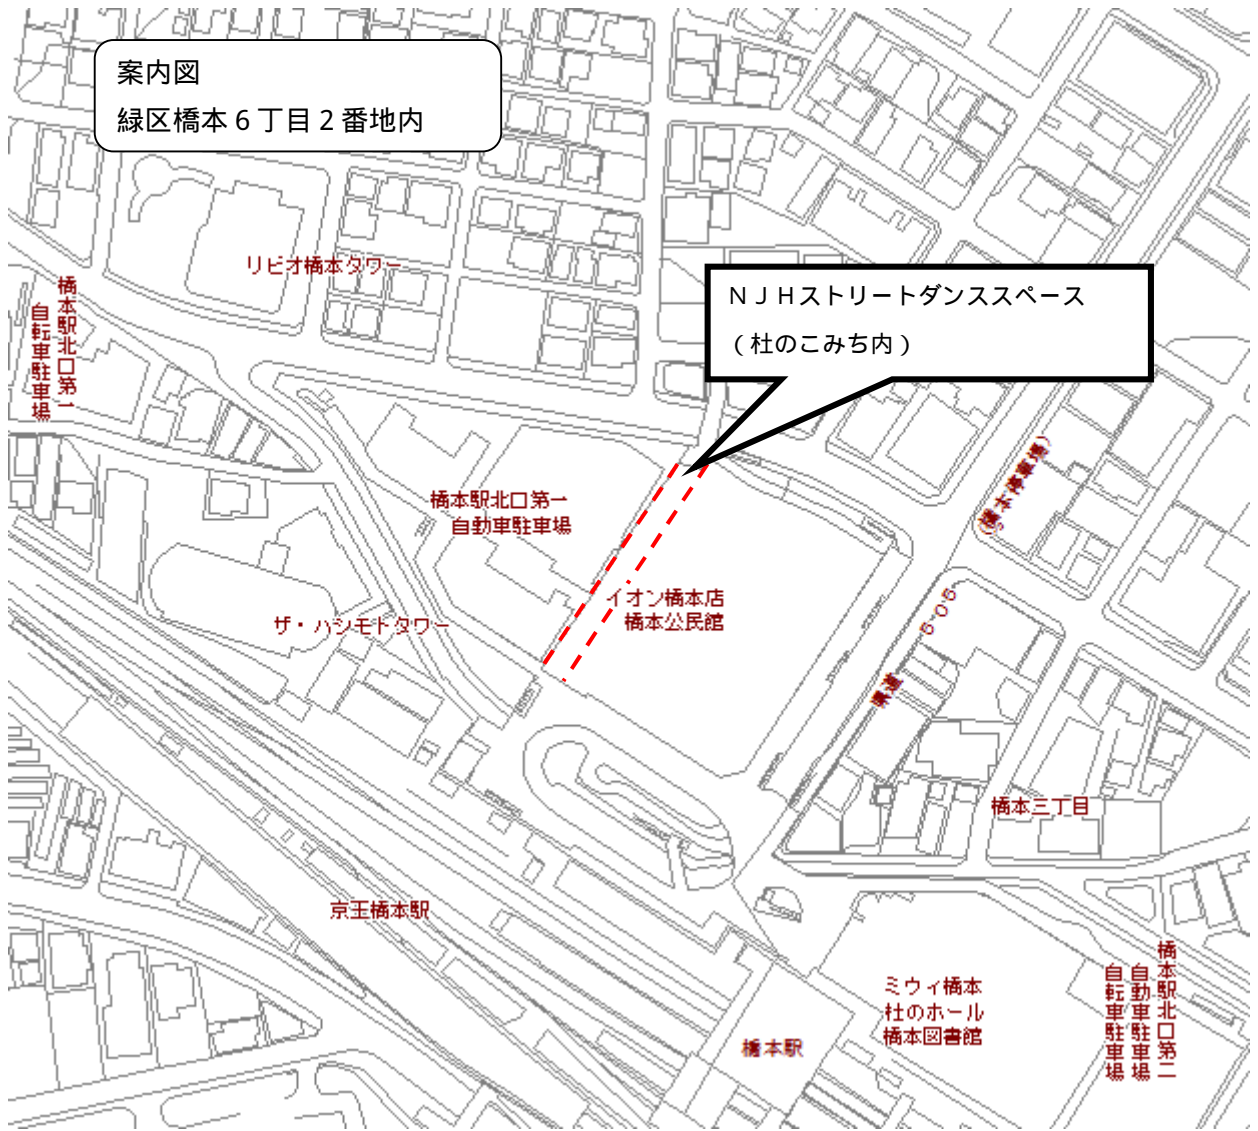 案内図
緑区橋本６丁目２番地内
リビオ橋本タワー
橋本駅北口第一
自転車駐車場
ＮＪＨストリートダンススペース
（杜のこみち内）
(橋本停車場)
橋本駅北口第一
自動車駐車場
イオン橋本店
橋本公民館
ザ・ハシモトタワー
505
県道
橋本三丁目
京王橋本駅
ミウィ橋本
杜のホール
橋本図書館
橋本駅
橋本駅北口第二
自動車駐車場
自転車駐車場